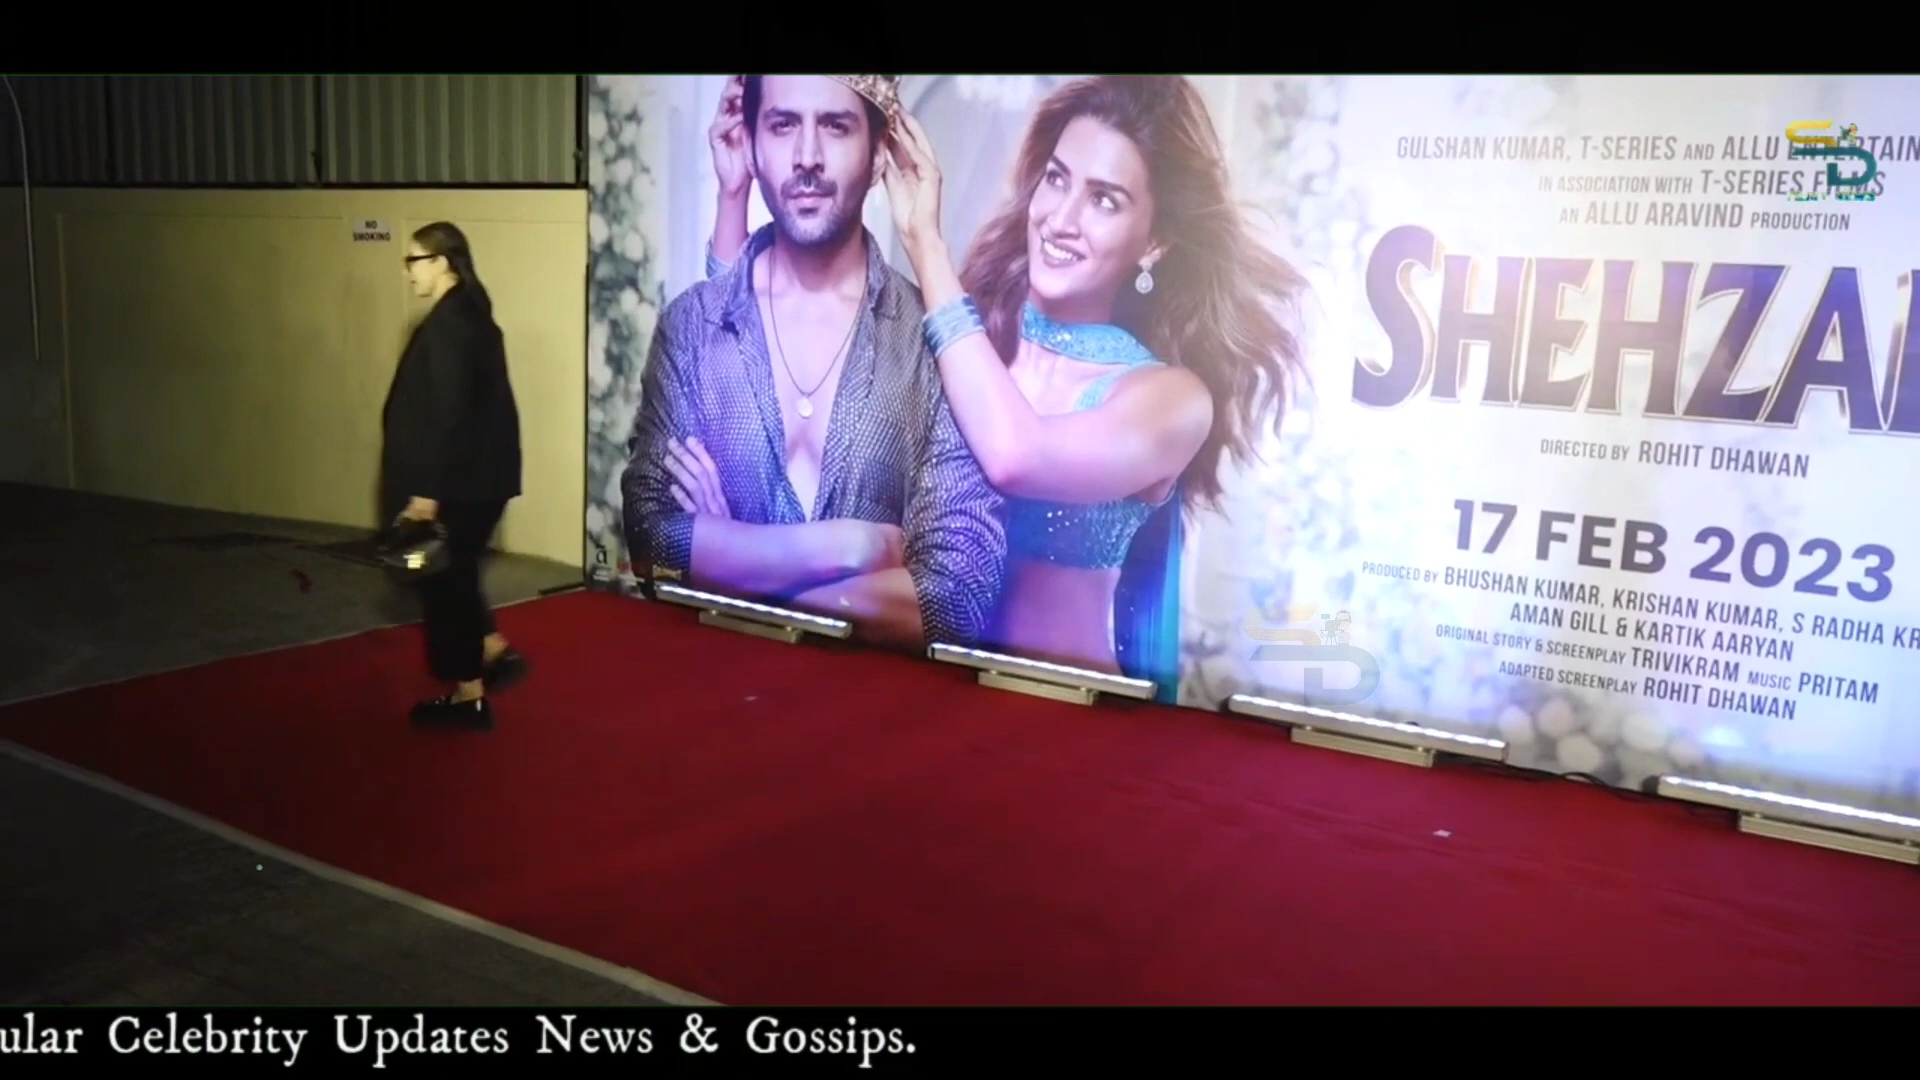 NO
SMOKING
GULSHAN KUMAR, T-SERIES AND ALLU ENTERTAIN
IN ASSOCIATION WITH T-SERIES FILMS
AN ALLU ARAVIND PRODUCTION
SHEHZA
DIRECTED BY ROHIT DHAWAN
17 FEB 2023
PRODUCED BY BHUSHAN KUMAR, KRISHAN KUMAR, S RADHA KR
AMAN GILL & KARTIK AARYAN
ORIGINAL STORY & SCREENPLAY TRIVIKRAM MUSIC PRITAM
ADAPTED SCREENPLAY ROHIT DHAWAN
ular Celebrity Updates News & Gossips.